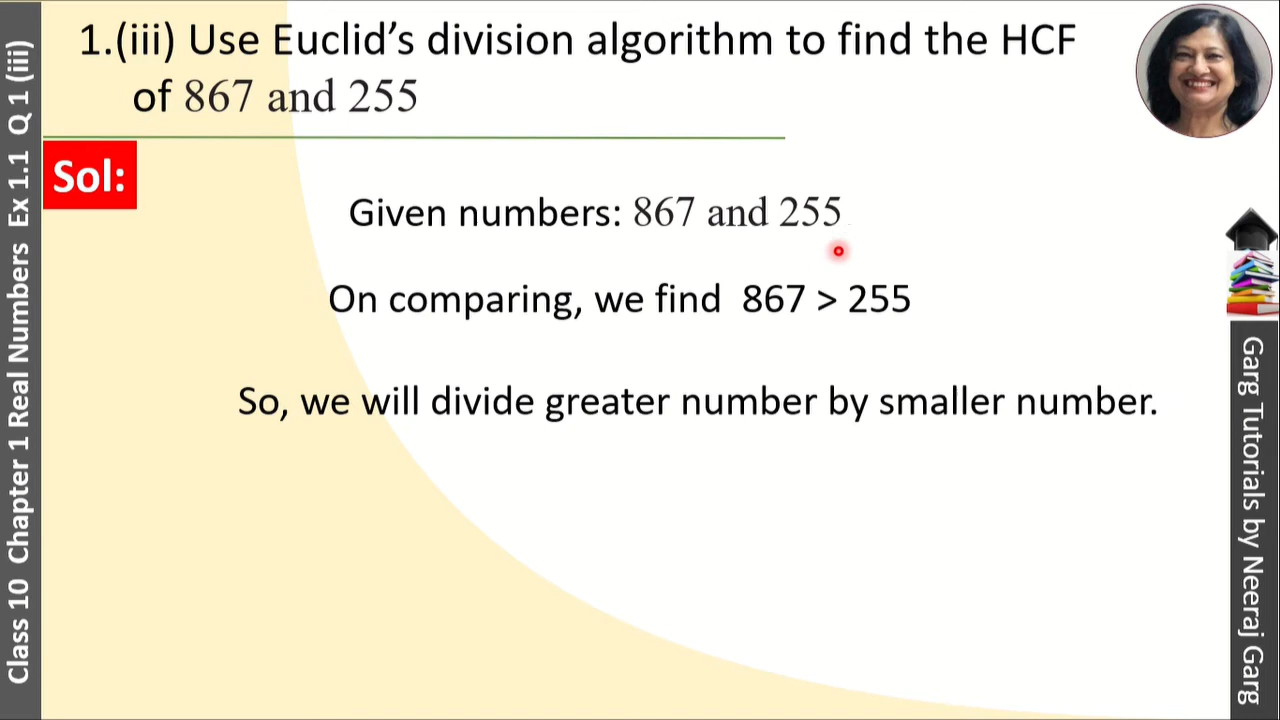 1.(iii) Use Euclid’s division algorithm to find the HCF
of 867 and 255
Sol:
Given numbers: 867 and 255
On comparing, we find 867 > 255
So, we will divide greater number by smaller number.
Class 10 Chapter 1 Real Numbers Ex 1.1 Q 1 (iii)
Garg Tutorials by Neeraj Garg